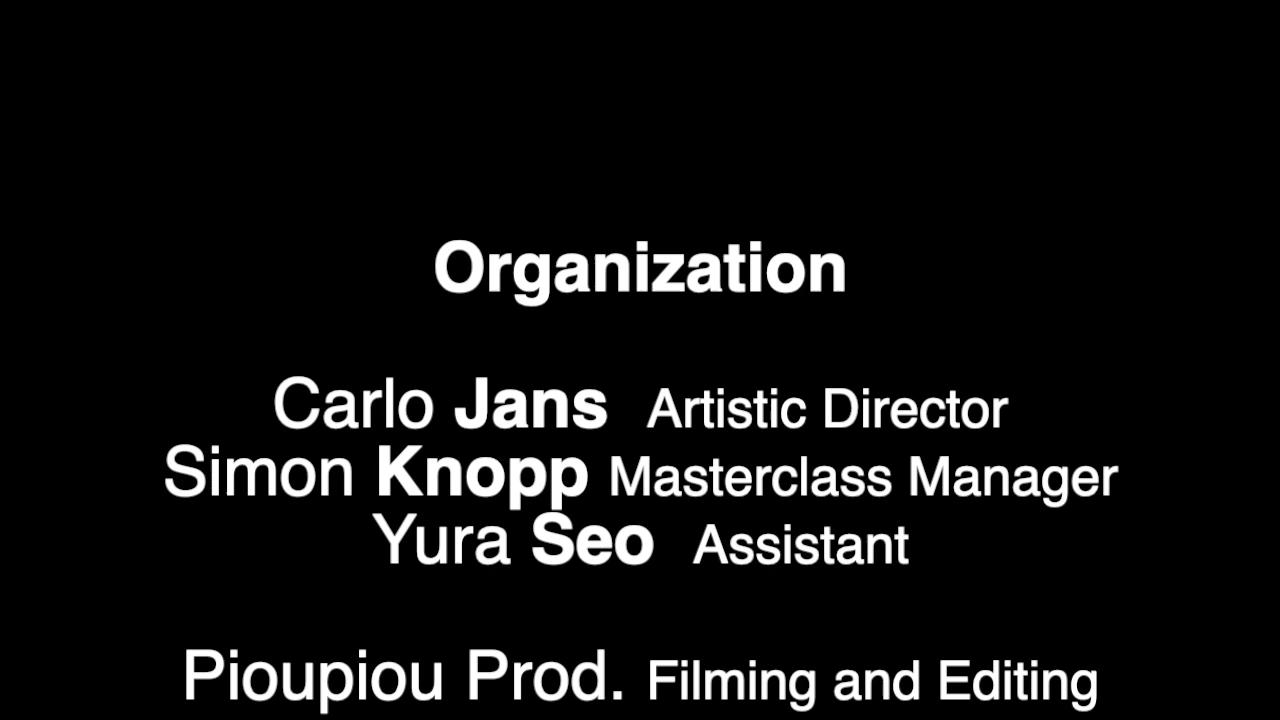 Organization
Carlo Jans Artistic Director
Simon Knopp Masterclass Manager
Yura Seo Assistant
Pioupiou Prod. Filming and Editing